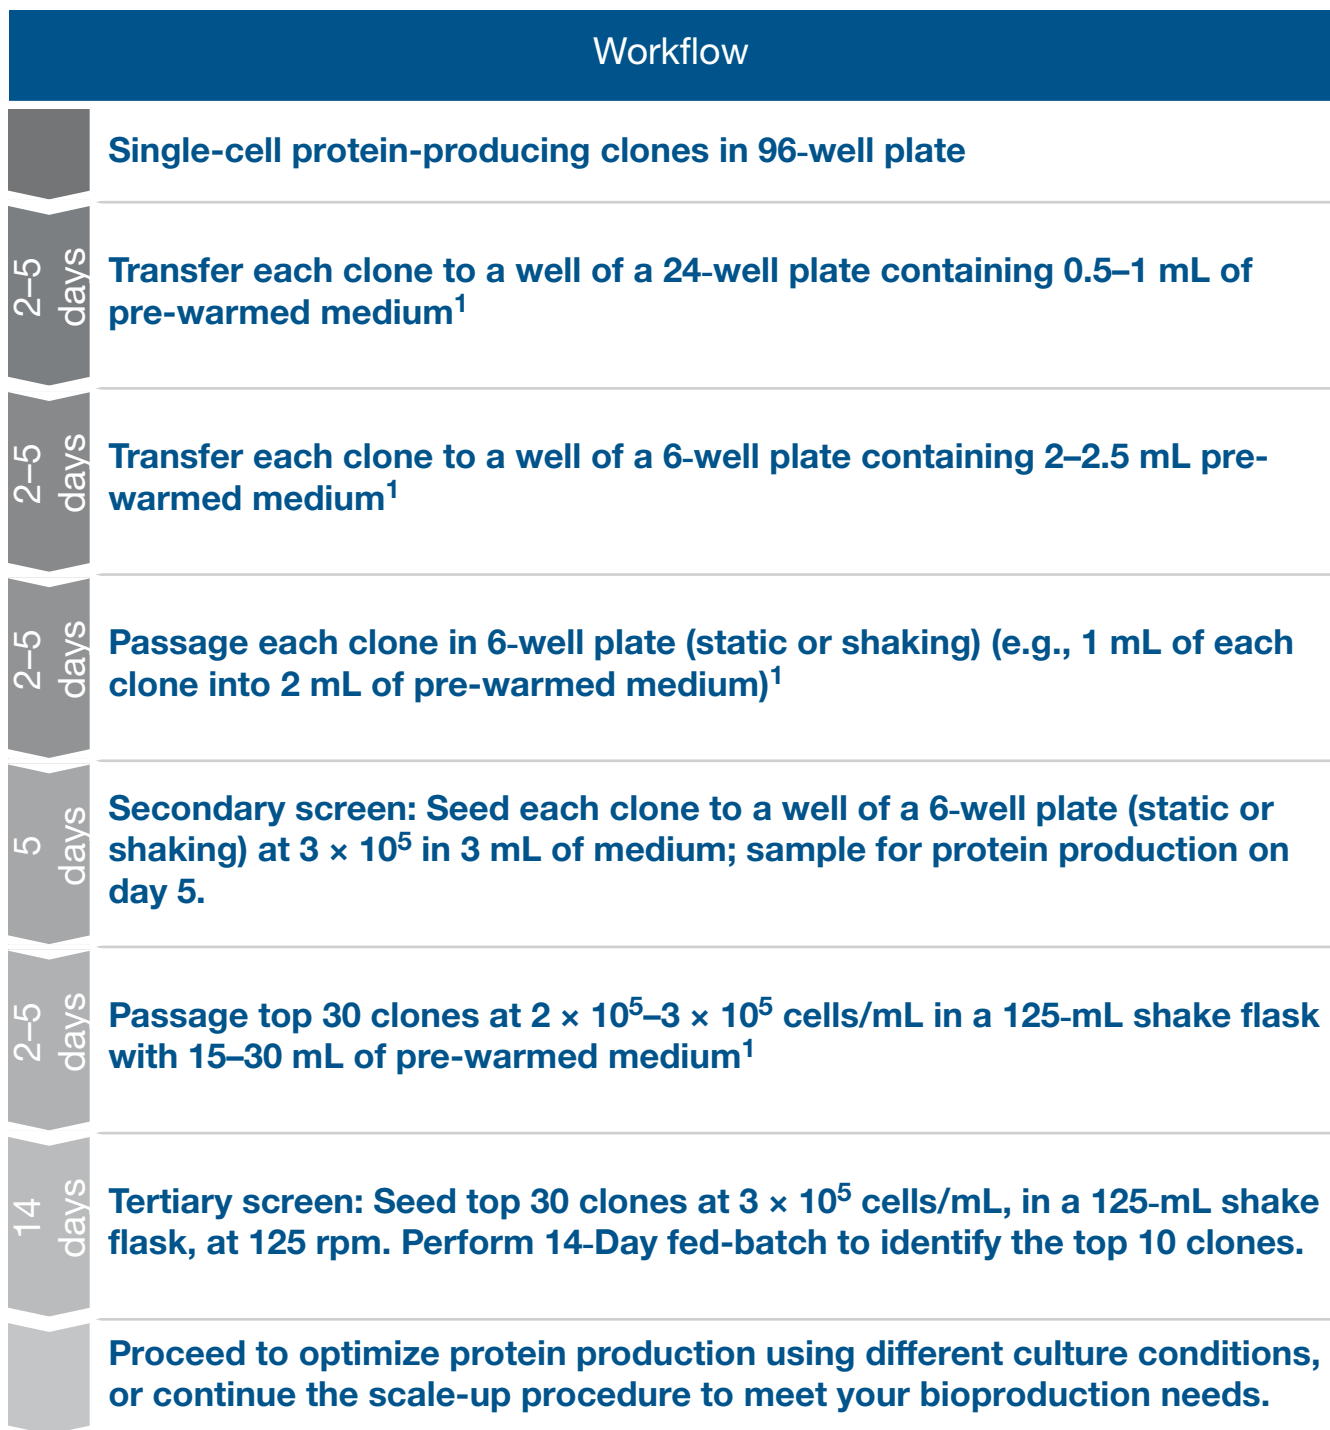 Workflow
Single-cell protein-producing clones in 96-well plate
2–5
days
Transfer each clone to a well of a 24-well plate containing 0.5–1 mL of
pre-warmed medium¹
2–5
days
Transfer each clone to a well of a 6-well plate containing 2–2.5 mL pre-
warmed medium¹
2–5
days
Passage each clone in 6-well plate (static or shaking) (e.g., 1 mL of each
clone into 2 mL of pre-warmed medium)¹
5
days
Secondary screen: Seed each clone to a well of a 6-well plate (static or
shaking) at 3 × 10⁵ in 3 mL of medium; sample for protein production on
day 5.
2–5
days
Passage top 30 clones at 2 × 10⁵–3 × 10⁵ cells/mL in a 125-mL shake flask
with 15–30 mL of pre-warmed medium¹
14
days
Tertiary screen: Seed top 30 clones at 3 × 10⁵ cells/mL, in a 125-mL shake
flask, at 125 rpm. Perform 14-Day fed-batch to identify the top 10 clones.
Proceed to optimize protein production using different culture conditions,
or continue the scale-up procedure to meet your bioproduction needs.